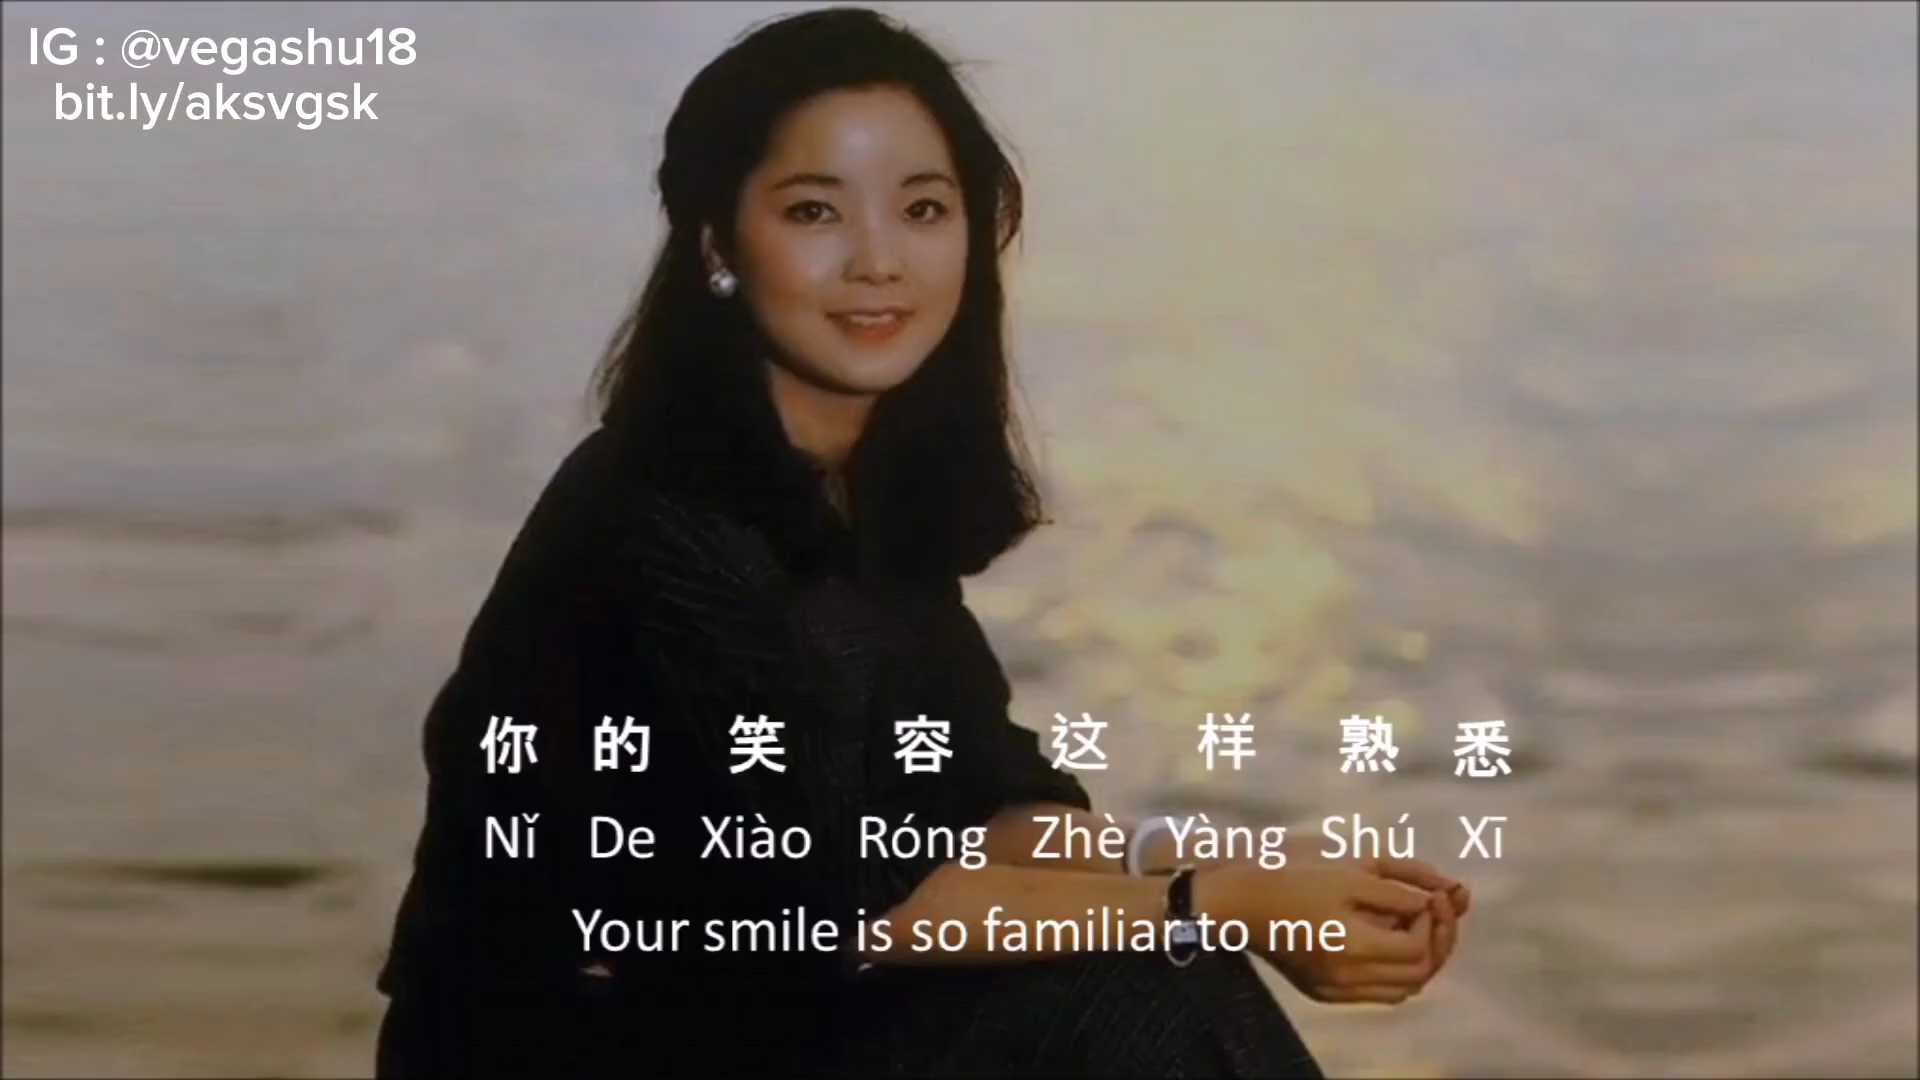 IG : @vegashu18
bit.ly/aksvgsk
你 的 笑 容 这 样 熟 悉
Nǐ De Xiào Róng Zhè Yàng Shú Xī
Your smile is so familiar to me